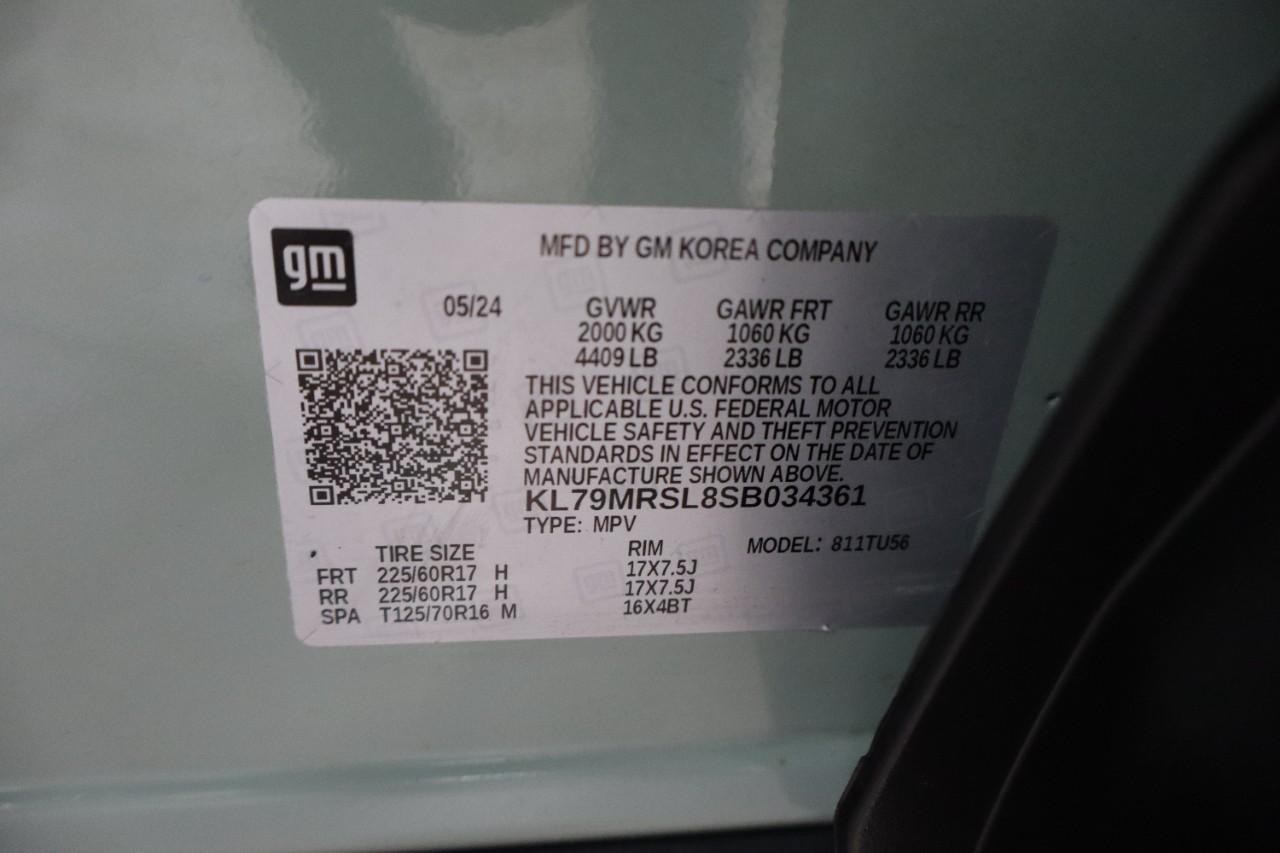 gm
MFD BY GM KOREA COMPANY
05/24 GVWR GAWR FRT GAWR RR
2000 KG 1060 KG 1060 KG
4409 LB 2336 LB 2336 LB
THIS VEHICLE CONFORMS TO ALL
APPLICABLE U.S. FEDERAL MOTOR
VEHICLE SAFETY AND THEFT PREVENTION
STANDARDS IN EFFECT ON THE DATE OF
MANUFACTURE SHOWN ABOVE.
KL79MRSL8SB034361
TYPE: MPV
MODEL: 811TU56
TIRE SIZE RIM
FRT 225/60R17 H 17X7.5J
RR 225/60R17 H 17X7.5J
SPA T125/70R16 M 16X4BT